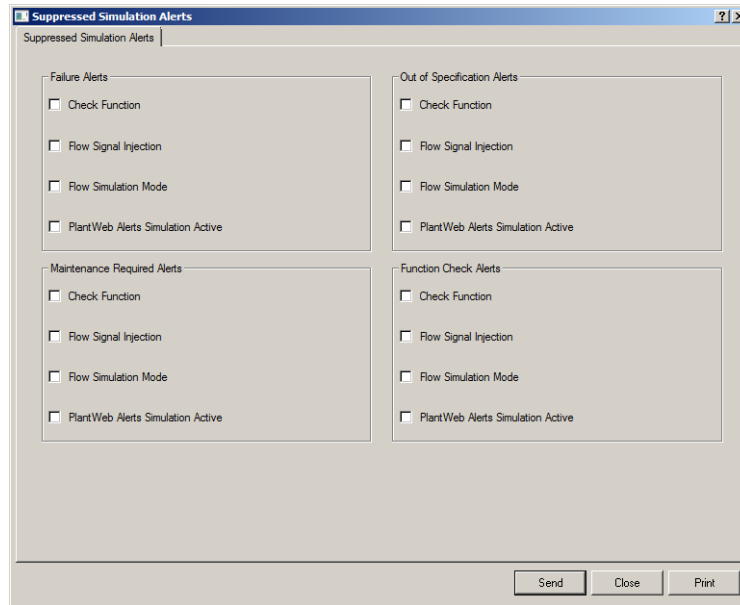 Suppressed Simulation Alerts
Suppressed Simulation Alerts
Failure Alerts
Check Function
Flow Signal Injection
Flow Simulation Mode
PlantWeb Alerts Simulation Active
Out of Specification Alerts
Check Function
Flow Signal Injection
Flow Simulation Mode
PlantWeb Alerts Simulation Active
Maintenance Required Alerts
Check Function
Flow Signal Injection
Flow Simulation Mode
PlantWeb Alerts Simulation Active
Function Check Alerts
Check Function
Flow Signal Injection
Flow Simulation Mode
PlantWeb Alerts Simulation Active
Send
Close
Print